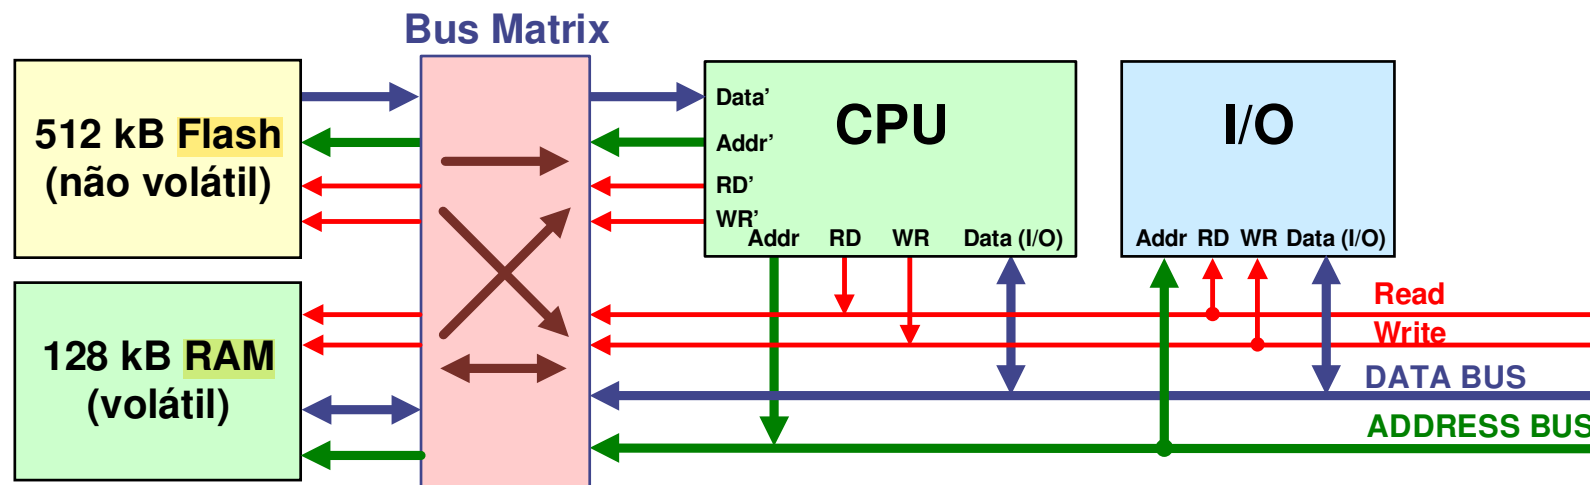 Bus Matrix
512 kB Flash
(não volátil)
128 kB RAM
(volátil)
CPU
Data’
Addr’
RD’
WR’
Addr RD WR Data (I/O)
I/O
Addr RD WR Data (I/O)
Read
Write
DATA BUS
ADDRESS BUS